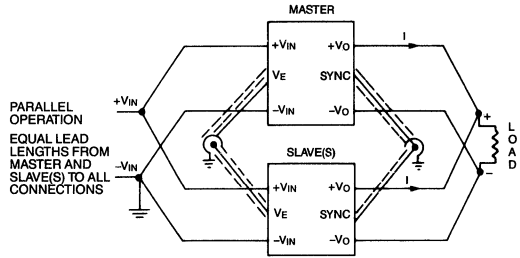 MASTER
+VIN
+VO
I
VE
SYNC
-VIN
-VO
+VIN
PARALLEL
OPERATION
EQUAL LEAD
LENGTHS FROM
MASTER AND
SLAVE(S) TO ALL
CONNECTIONS
-VIN
SLAVE(S)
+VIN
+VO
I
VE
SYNC
-VIN
-VO
+
-
LOAD